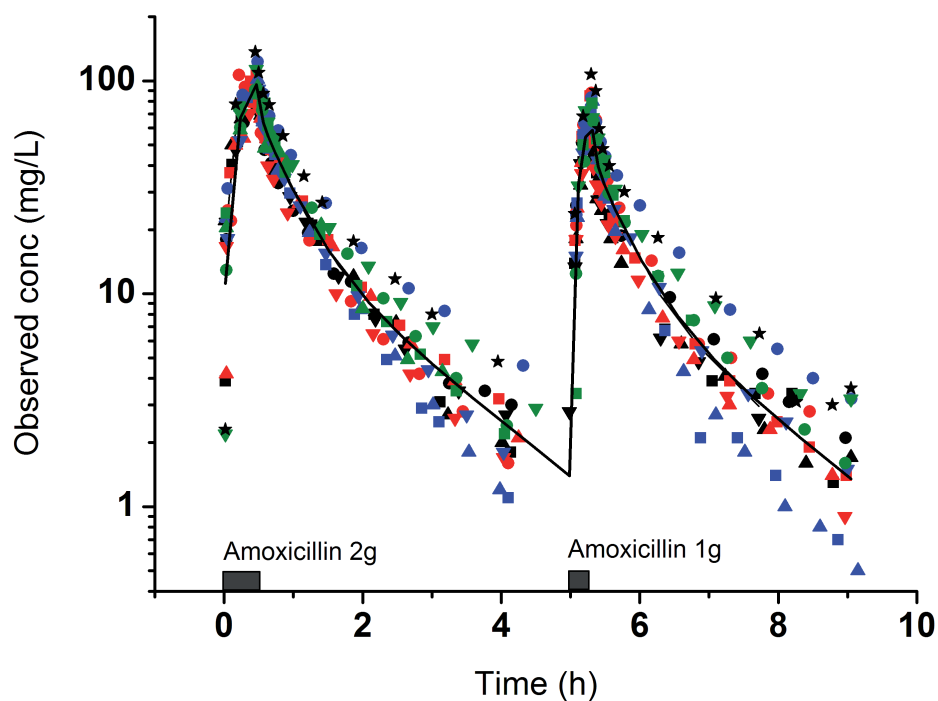 Observed conc (mg/L)
100
10
1
Amoxicillin 2g
Amoxicillin 1g
0
2
4
6
8
10
Time (h)